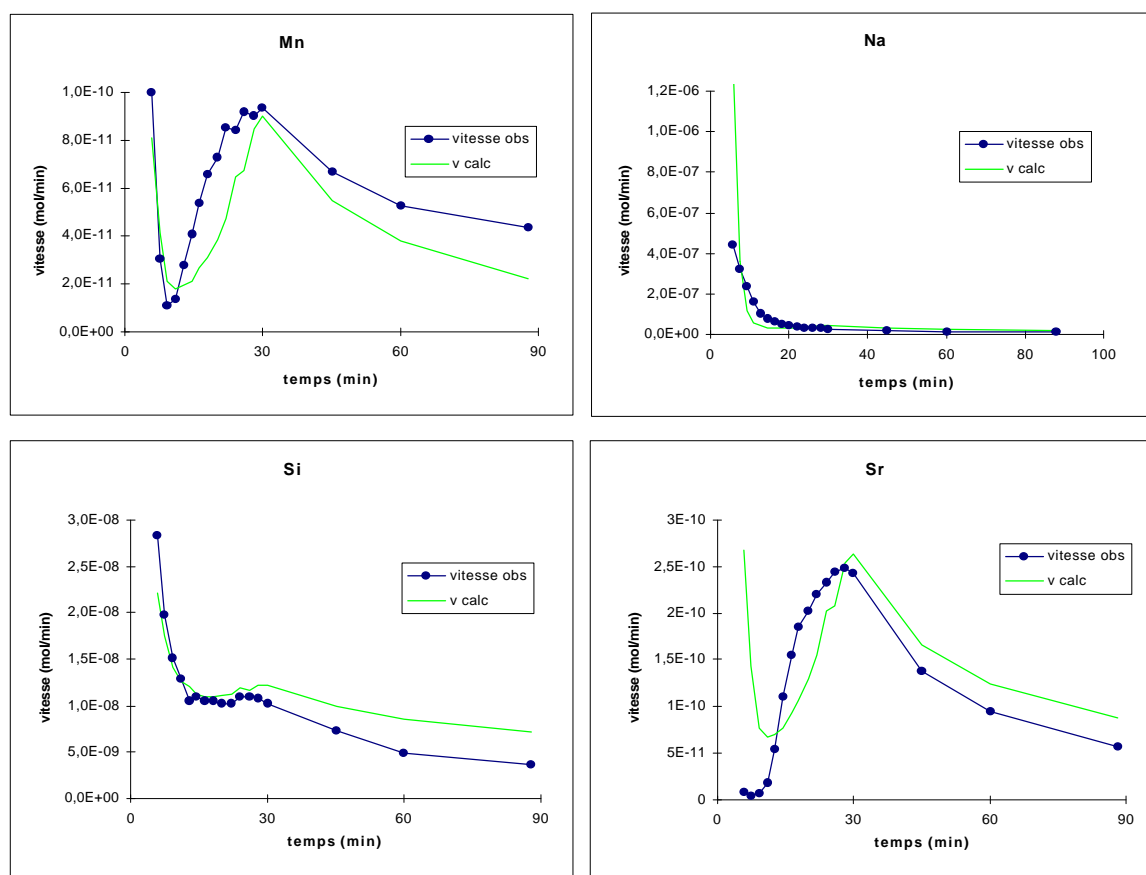 Mn
1,0E-10
8,0E-11
6,0E-11
4,0E-11
2,0E-11
0,0E+00
0 30 60 90
temps (min)
vitesse (mol/min)
vitesse obs
v calc
Na
1,2E-06
1,0E-06
8,0E-07
6,0E-07
4,0E-07
2,0E-07
0,0E+00
0 20 40 60 80 100
temps (min)
vitesse (mol/min)
vitesse obs
v calc
Si
3,0E-08
2,5E-08
2,0E-08
1,5E-08
1,0E-08
5,0E-09
0,0E+00
0 30 60 90
temps (min)
vitesse (mol/min)
vitesse obs
v calc
Sr
3E-10
2,5E-10
2E-10
1,5E-10
1E-10
5E-11
0
0 30 60 90
temps (min)
vitesse (mol/min)
vitesse obs
v calc